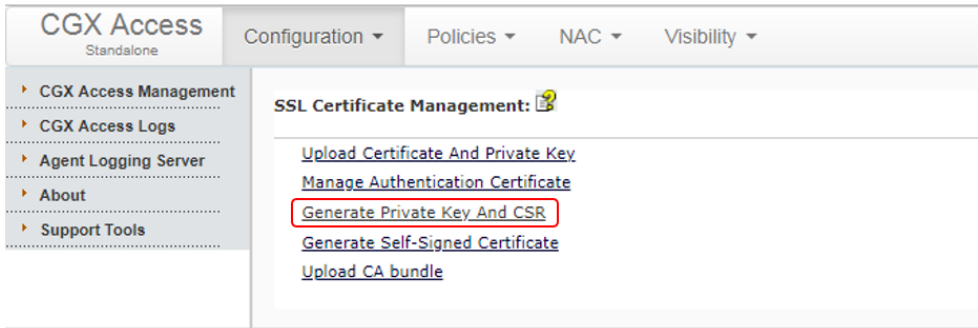 CGX Access
Standalone
Configuration
Policies
NAC
Visibility
CGX Access Management
CGX Access Logs
Agent Logging Server
About
Support Tools
SSL Certificate Management:
Upload Certificate And Private Key
Manage Authentication Certificate
Generate Private Key And CSR
Generate Self-Signed Certificate
Upload CA bundle